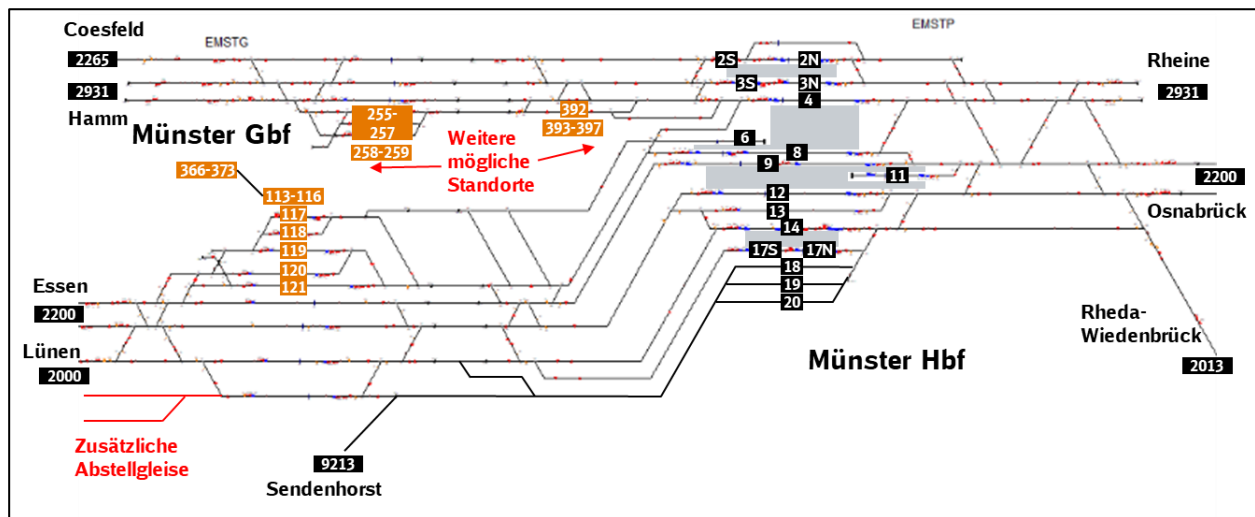 Coesfeld
EMSTG
EMSTP
2265
2S
2N
Rheine
2931
3S
3N
2931
Hamm
4
Münster Gbf
255-
257
258-259
392
393-397
Weitere
mögliche
Standorte
6
8
9
11
2200
366-373
113-116
12
Osnabrück
117
13
118
14
119
17S
17N
120
18
121
19
20
Essen
2200
Rheda-
Wiedenbrück
Lünen
2000
Münster Hbf
2013
Zusätzliche
Abstellgleise
9213
Sendenhorst